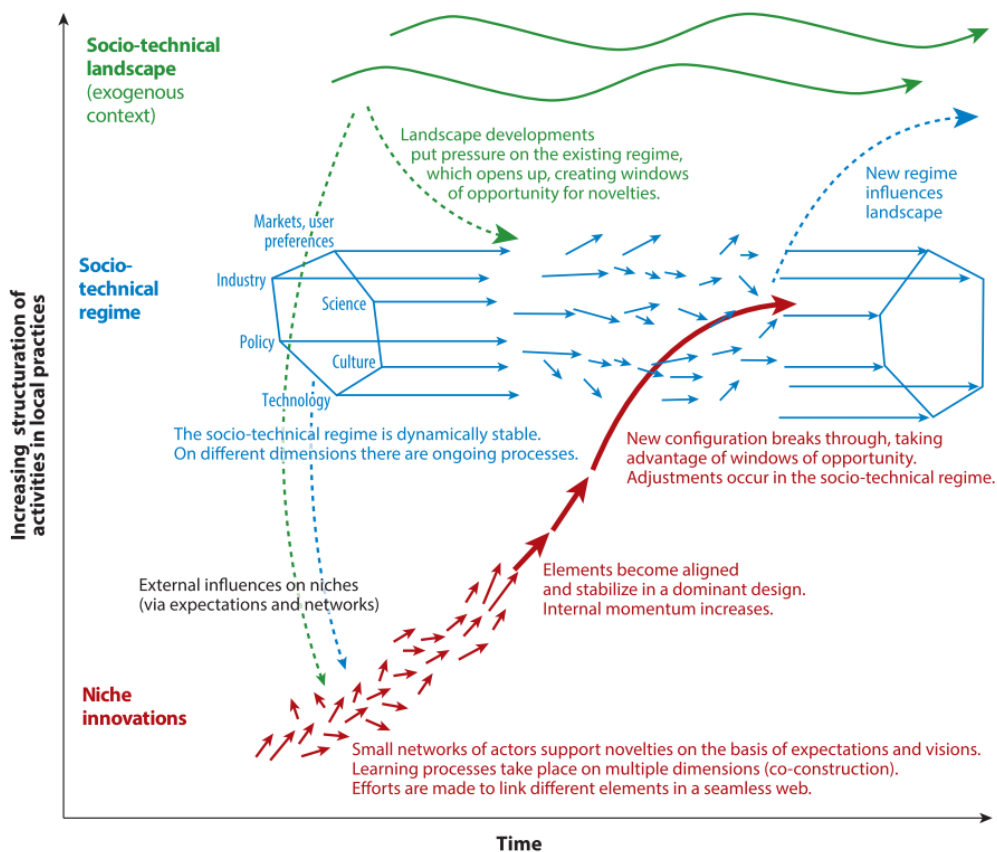 Socio-technical
landscape
(exogenous
context)
Landscape developments
put pressure on the existing regime,
which opens up, creating windows
of opportunity for novelties.
New regime
influences
landscape
Markets, user
preferences
Socio-
technical
regime
Industry
Science
Policy
Culture
Technology
The socio-technical regime is dynamically stable.
On different dimensions there are ongoing processes.
New configuration breaks through, taking
advantage of windows of opportunity.
Adjustments occur in the socio-technical regime.
Increasing structuration of
activities in local practices
External influences on niches
(via expectations and networks)
Elements become aligned
and stabilize in a dominant design.
Internal momentum increases.
Niche
innovations
Small networks of actors support novelties on the basis of expectations and visions.
Learning processes take place on multiple dimensions (co-construction).
Efforts are made to link different elements in a seamless web.
Time